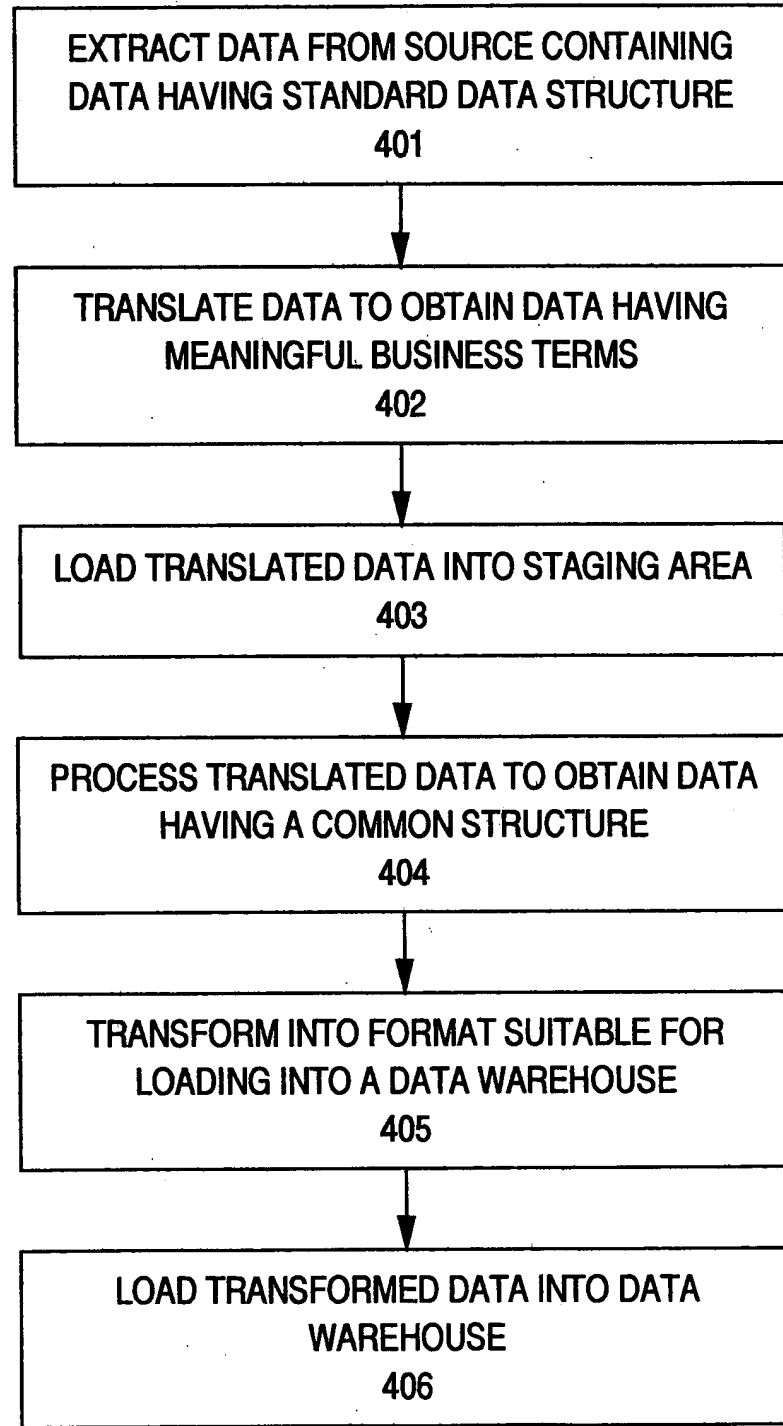 EXTRACT DATA FROM SOURCE CONTAINING
DATA HAVING STANDARD DATA STRUCTURE
401
TRANSLATE DATA TO OBTAIN DATA HAVING
MEANINGFUL BUSINESS TERMS
402
LOAD TRANSLATED DATA INTO STAGING AREA
403
PROCESS TRANSLATED DATA TO OBTAIN DATA
HAVING A COMMON STRUCTURE
404
TRANSFORM INTO FORMAT SUITABLE FOR
LOADING INTO A DATA WAREHOUSE
405
LOAD TRANSFORMED DATA INTO DATA
WAREHOUSE
406